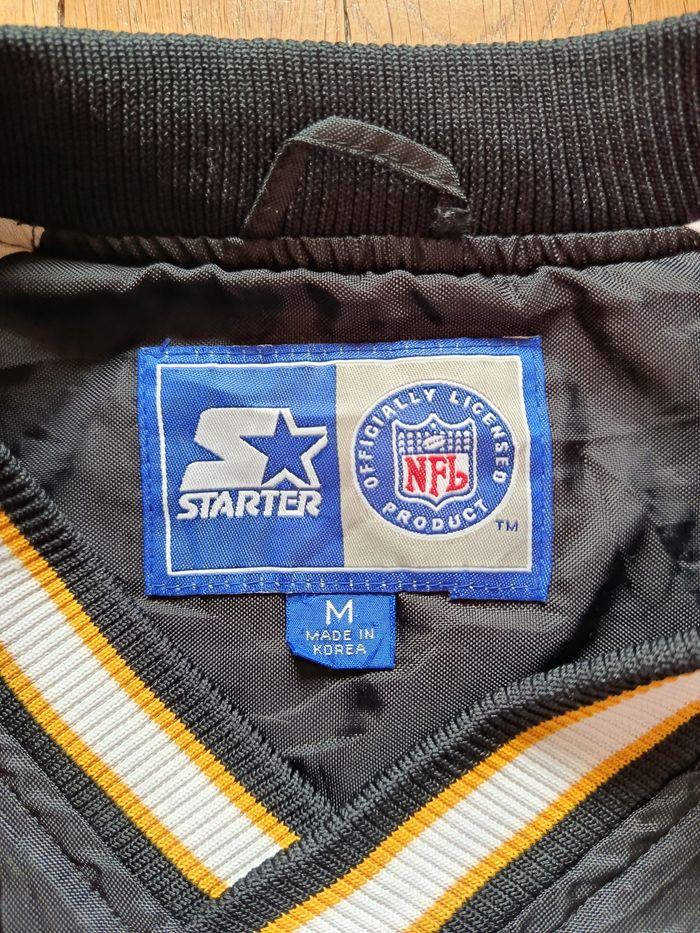 STARTER
OFFICIALLY LICENSED
NFL
PRODUCT
TM
M
MADE IN
KOREA